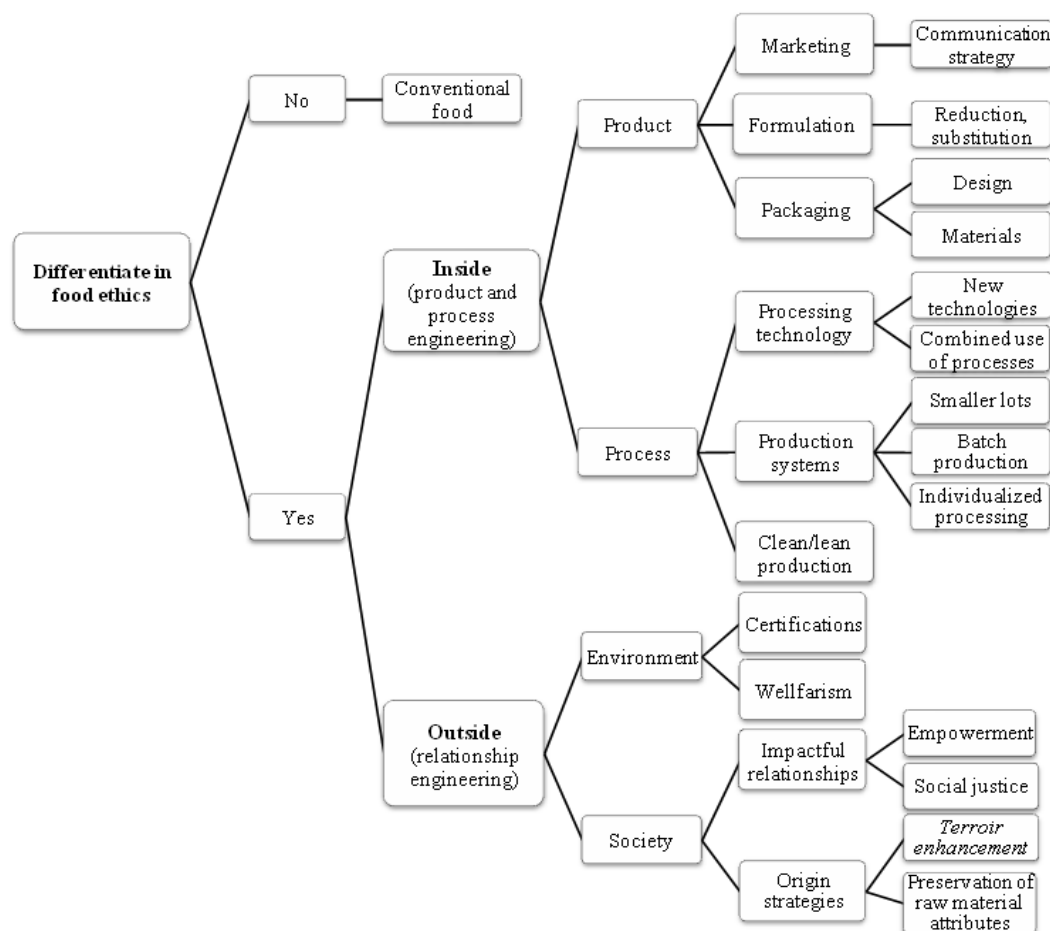 Differentiate in
food ethics
No
Conventional
food
Yes
Inside
(product and
process
engineering)
Product
Marketing
Communication
strategy
Formulation
Reduction,
substitution
Packaging
Design
Materials
Process
Processing
technology
New
technologies
Combined use
of processes
Production
systems
Smaller lots
Batch
production
Individualized
processing
Clean/lean
production
Outside
(relationship
engineering)
Environment
Certifications
Wellfarism
Society
Impactful
relationships
Empowerment
Social justice
Origin
strategies
Terroir
enhancement
Preservation of
raw material
attributes